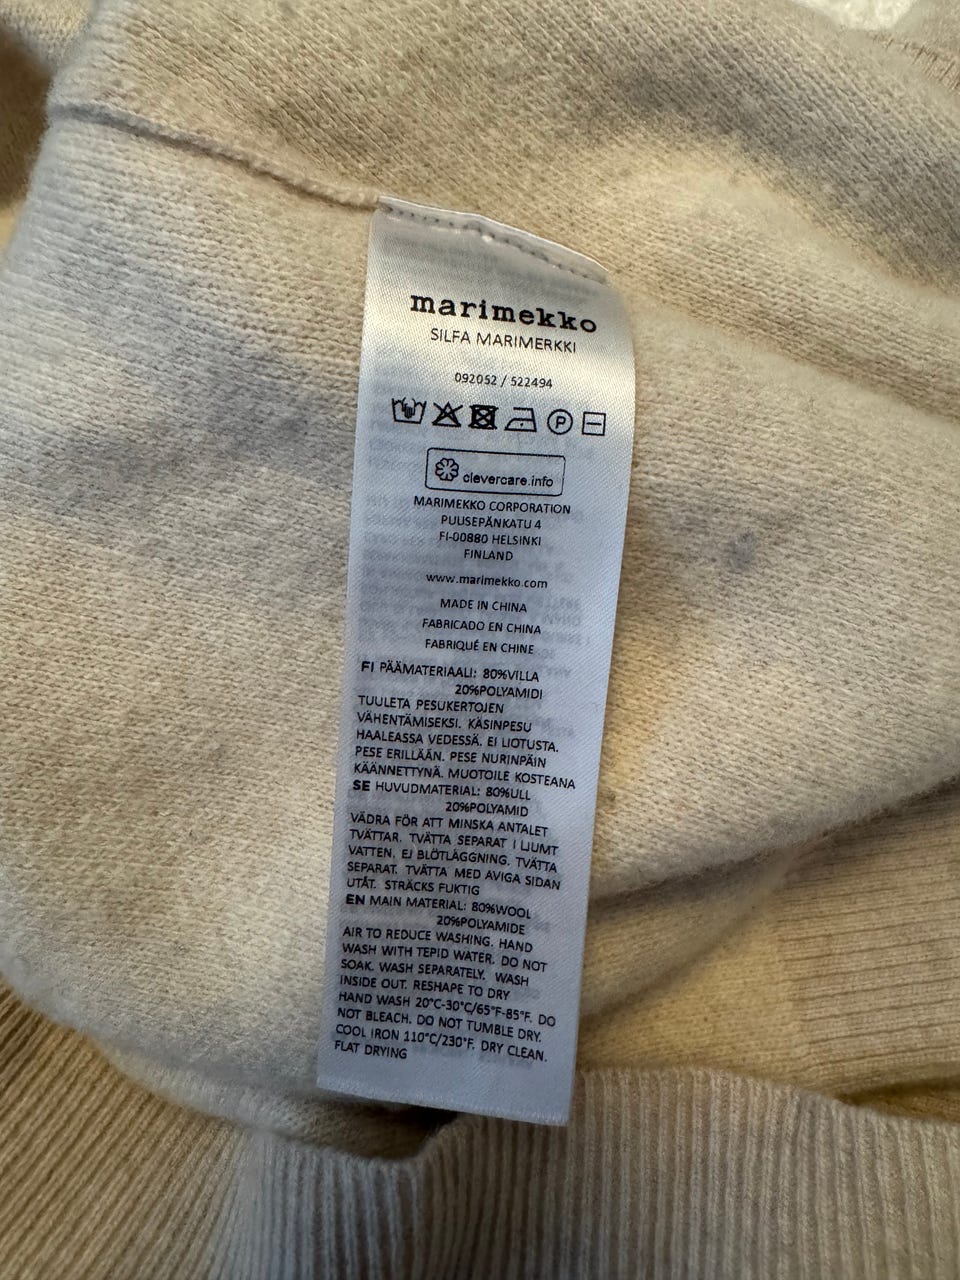 marimekko
SILFA MARIMERKKI
092052 / 522494
P
clevercare.info
MARIMEKKO CORPORATION
PUUSEPÄNKATU 4
FI-00880 HELSINKI
FINLAND
www.marimekko.com
MADE IN CHINA
FABRICADO EN CHINA
FABRIQUÉ EN CHINE
FI PÄÄMATERIAALI: 80%VILLA
20%POLYAMIDI
TUULETA PESUKERTOJEN
VÄHENTÄMISEKSI. KÄSINPESU
HAALEASSA VEDESSÄ. EI LIOTUSTA.
PESE ERILLÄÄN. PESE NURINPÄIN
KÄÄNNETTYNÄ. MUOTOILE KOSTEANA
SE HUVUDMATERIAL: 80%ULL
20%POLYAMID
VÄDRA FÖR ATT MINSKA ANTALET
TVÄTTAR. TVÄTTA SEPARAT I LJUMT
VATTEN. EJ BLÖTLÄGGNING. TVÄTTA
SEPARAT. TVÄTTA MED AVIGA SIDAN
UTÅT. STRÄCKS FUKTIG
EN MAIN MATERIAL: 80%WOOL
20%POLYAMIDE
AIR TO REDUCE WASHING. HAND
WASH WITH TEPID WATER. DO NOT
SOAK. WASH SEPARATELY. WASH
INSIDE OUT. RESHAPE TO DRY
HAND WASH 20°C-30°C/65°F-85°F. DO
NOT BLEACH. DO NOT TUMBLE DRY.
COOL IRON 110°C/230°F. DRY CLEAN.
FLAT DRYING